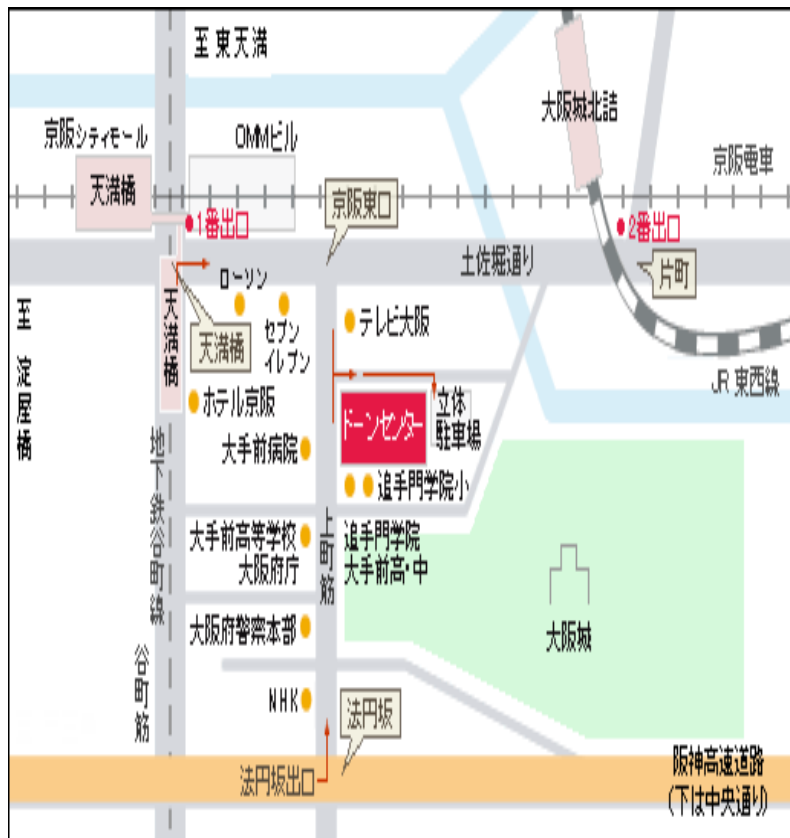 至東天満
大阪城北詰
京阪シティモール
OMMビル
京阪電車
天満橋
京阪東口
1番出口
2番出口
土佐堀通り
片町
ローソン
至 淀屋橋
天満橋
天満橋
セブン
イレブン
テレビ大阪
JR 東西線
ホテル京阪
ドーンセンター
立体
駐車場
大手前病院
地下鉄谷町線
追手門学院小
上町筋
大手前高等学校
大阪府庁
追手門学院
大手前高・中
大阪府警察本部
大阪城
谷町筋
NHK
法円坂
法円坂出口
阪神高速道路
(下は中央通り)